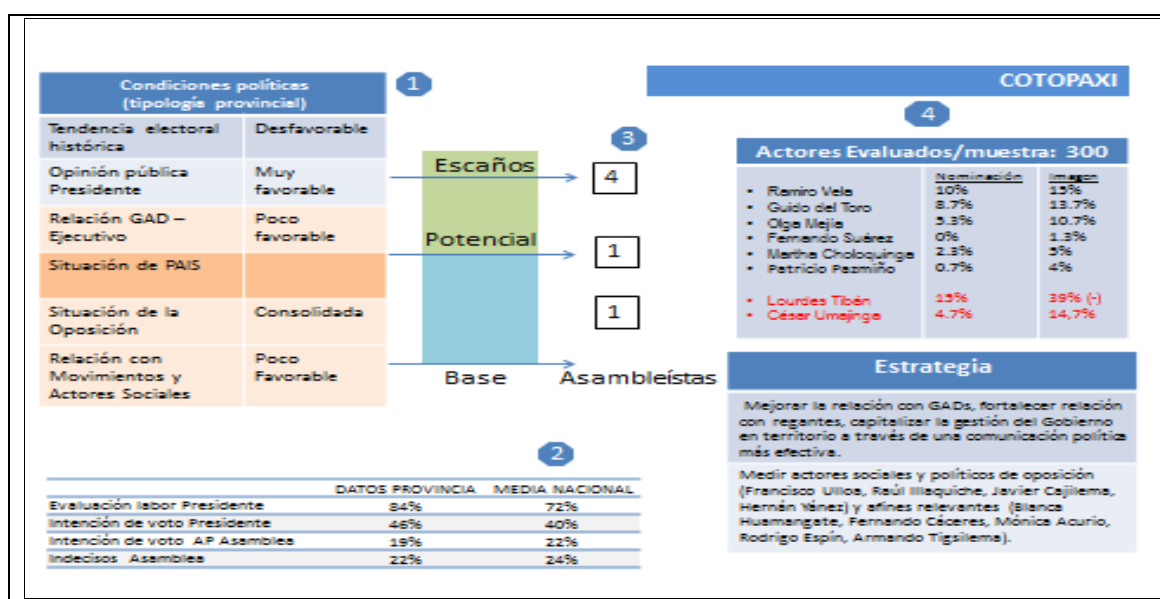 Condiciones políticas
(tipología provincial)
1
Tendencia electoral histórica
Desfavorable
Opinión pública Presidente
Muy favorable
Relación GAD – Ejecutivo
Poco favorable
Situación de PAIS
Situación de la Oposición
Consolidada
Relación con Movimientos y Actores Sociales
Poco Favorable
3
Escaños
4
Potencial
1
1
Base
Asambleístas
2
DATOS PROVINCIA MEDIA NACIONAL
Evaluación labor Presidente 84% 72%
Intención de voto Presidente 46% 40%
Intención de voto AP Asamblea 19% 22%
Indecisos Asamblea 22% 24%
COTOPAXI
4
Actores Evaluados/muestra: 300
Nominación Imagen
• Ramiro Vela 10% 15%
• Guido del Toro 8.7% 13.7%
• Olga Mejía 5.3% 10.7%
• Fernando Suárez 0% 1.3%
• Martha Choloquinga 2.3% 5%
• Patricio Pazmiño 0.7% 4%
• Lourdes Tibán 15% 39% (-)
• César Umajinga 4.7% 14,7%
Estrategia
Mejorar la relación con GADs, fortalecer relación
con regantes, capitalizar la gestión del Gobierno
en territorio a través de una comunicación política
más efectiva.
Medir actores sociales y políticos de oposición
(Francisco Ulloa, Raúl Illaquiche, Javier Cajilema,
Hernán Yánez) y afines relevantes (Blanca
Huamangate, Fernando Cáceres, Mónica Acurio,
Rodrigo Espín, Armando Tigsilema).